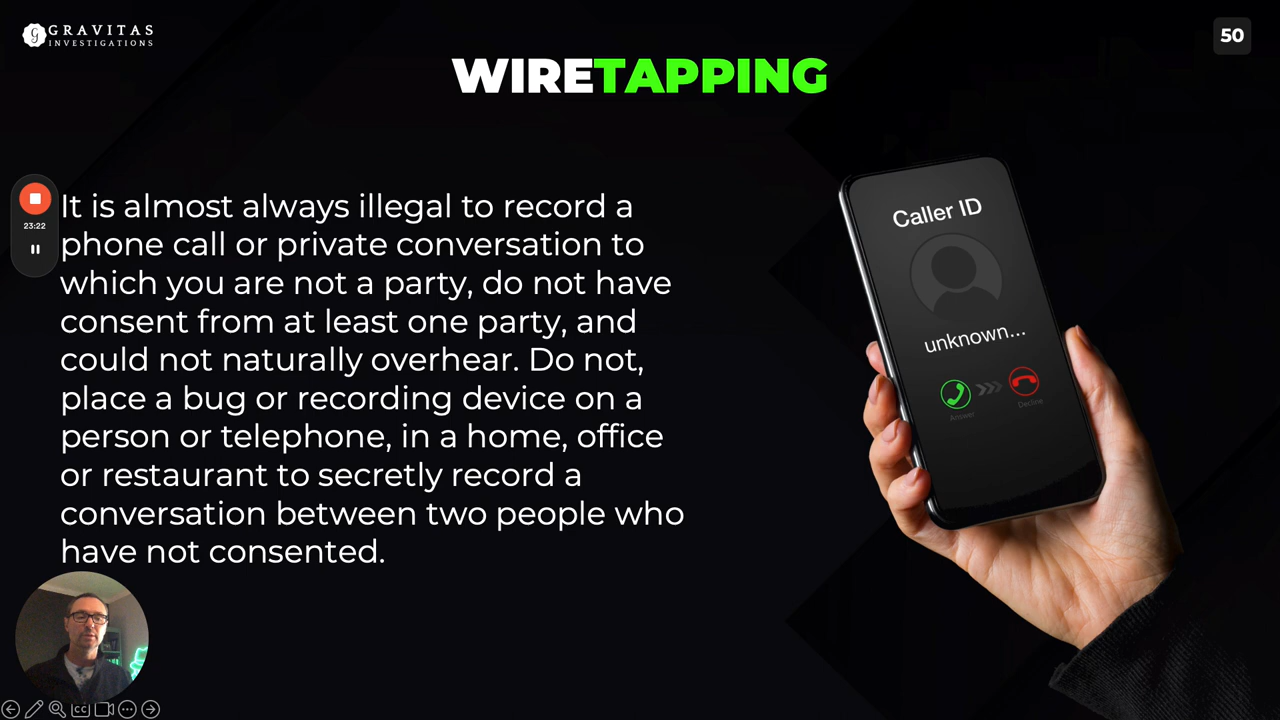 GRAVITAS
INVESTIGATIONS
50
WIRETAPPING
It is almost always illegal to record a
phone call or private conversation to
which you are not a party, do not have
consent from at least one party, and
could not naturally overhear. Do not,
place a bug or recording device on a
person or telephone, in a home, office
or restaurant to secretly record a
conversation between two people who
have not consented.
23:22
Caller ID
unknown...
Answer
Decline
CC